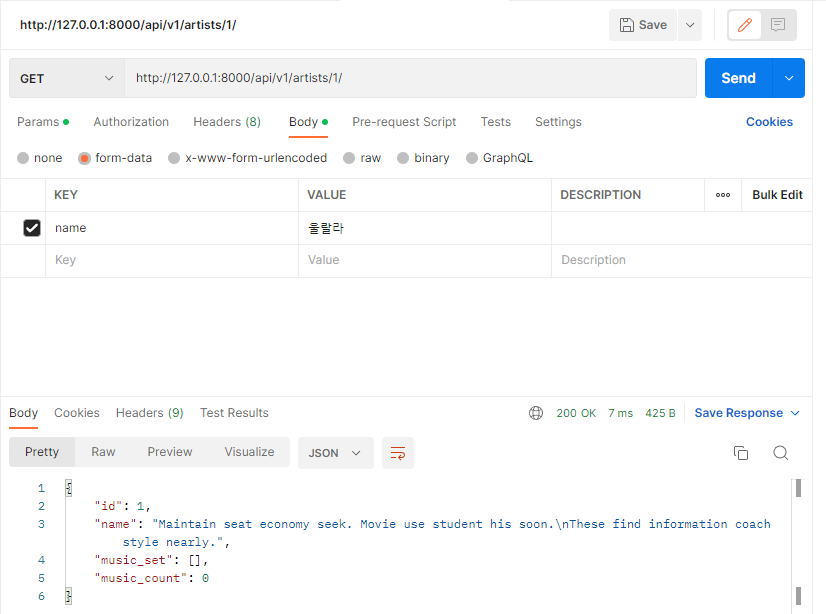 http://127.0.0.1:8000/api/v1/artists/1/
Save
GET
http://127.0.0.1:8000/api/v1/artists/1/
Send
Params
Authorization
Headers (8)
Body
Pre-request Script
Tests
Settings
Cookies
none
form-data
x-www-form-urlencoded
raw
binary
GraphQL
KEY VALUE DESCRIPTION ooo Bulk Edit
name 울랄라
Key Value Description
Body Cookies Headers (9) Test Results 200 OK 7 ms 425 B Save Response
Pretty Raw Preview Visualize JSON
1 {
2 "id": 1,
3 "name": "Maintain seat economy seek. Movie use student his soon.\nThese find information coach
style nearly.",
4 "music_set": [],
5 "music_count": 0
6 }